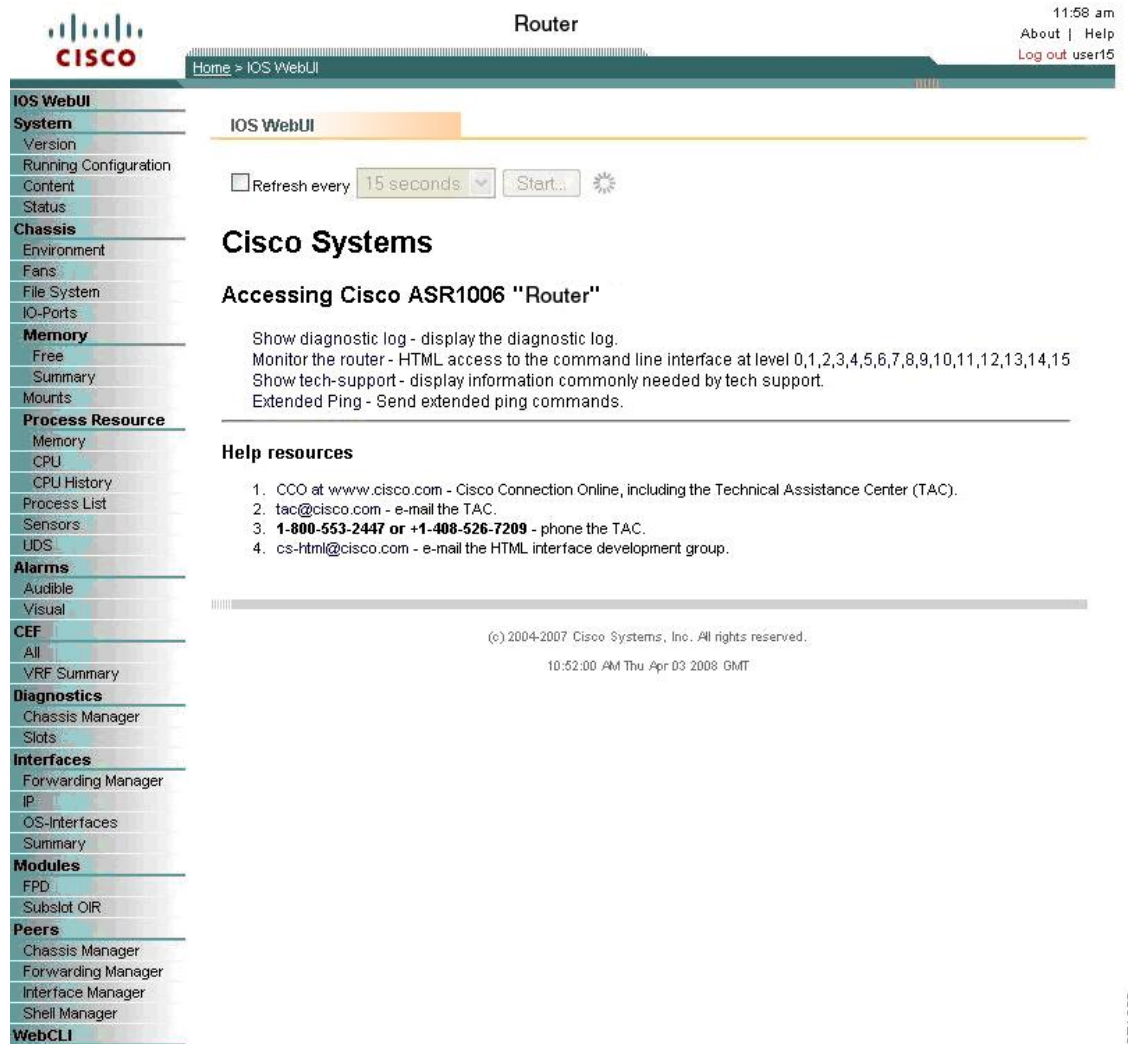 CISCO
Router
11:58 am
About | Help
Log out user15
Home > IOS WebUI
IOS WebUI
System
Version
Running Configuration
Content
Status
Chassis
Environment
Fans
File System
IO-Ports
Memory
Free
Summary
Mounts
Process Resource
Memory
CPU
CPU History
Process List
Sensors
UDS
Alarms
Audible
Visual
CEF
All
VRF Summary
Diagnostics
Chassis Manager
Slots
Interfaces
Forwarding Manager
IP
OS-Interfaces
Summary
Modules
FPD
Subslot OIR
Peers
Chassis Manager
Forwarding Manager
Interface Manager
Shell Manager
WebCLI
IOS WebUI
Refresh every 15 seconds Start...
Cisco Systems
Accessing Cisco ASR1006 "Router"
Show diagnostic log - display the diagnostic log.
Monitor the router - HTML access to the command line interface at level 0,1,2,3,4,5,6,7,8,9,10,11,12,13,14,15
Show tech-support - display information commonly needed by tech support.
Extended Ping - Send extended ping commands.
Help resources
1. CCO at www.cisco.com - Cisco Connection Online, including the Technical Assistance Center (TAC).
2. tac@cisco.com - e-mail the TAC.
3. 1-800-553-2447 or +1-408-526-7209 - phone the TAC.
4. cs-html@cisco.com - e-mail the HTML interface development group.
(c) 2004-2007 Cisco Systems, Inc. All rights reserved.
10:52:00 AM Thu Apr 03 2008 GMT